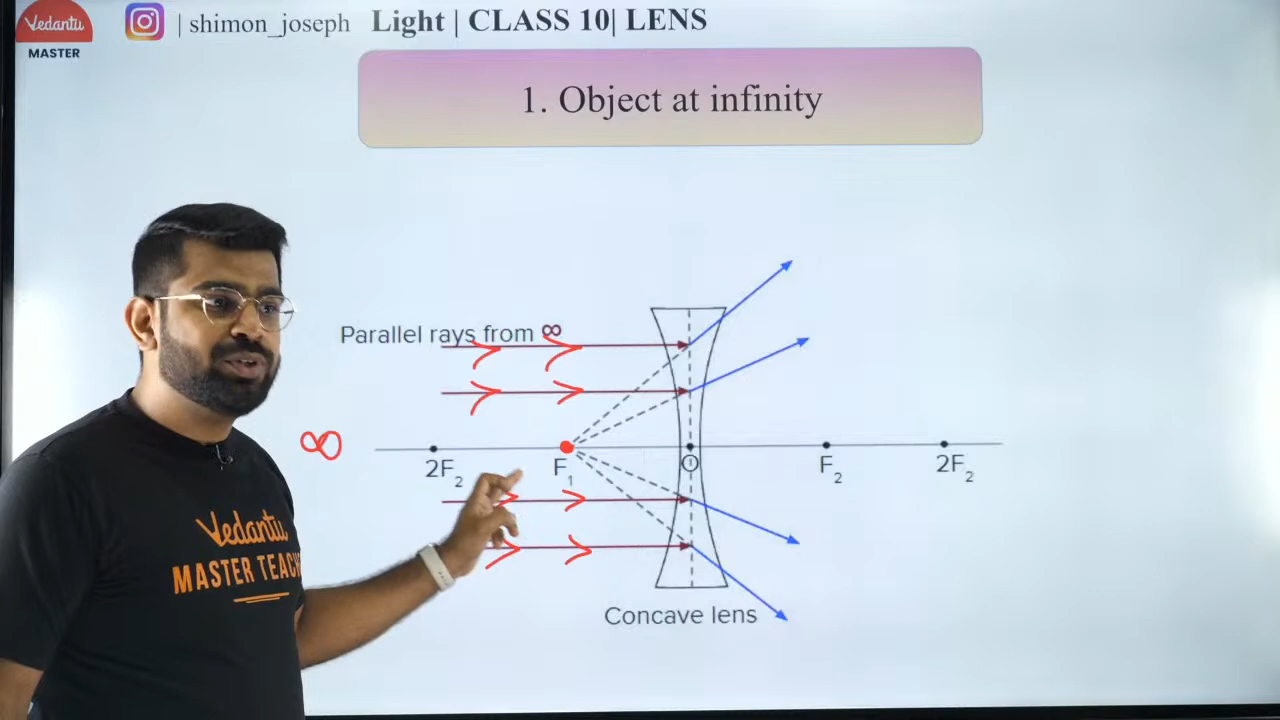 Vedantu
MASTER
| shimon_joseph Light | CLASS 10| LENS
1. Object at infinity
Parallel rays from ∞
∞
2F₂
F₁
O
F₂
2F₂
Concave lens
Vedantu
MASTER TEACH